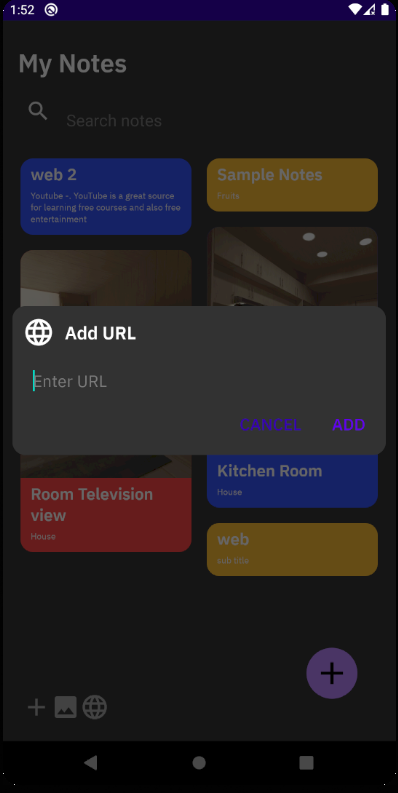 1:52
My Notes
Search notes
web 2
Youtube -. YouTube is a great source
for learning free courses and also free
entertainment
Sample Notes
Fruits
Add URL
Enter URL
CANCEL ADD
Room Television
view
House
Kitchen Room
House
web
sub title